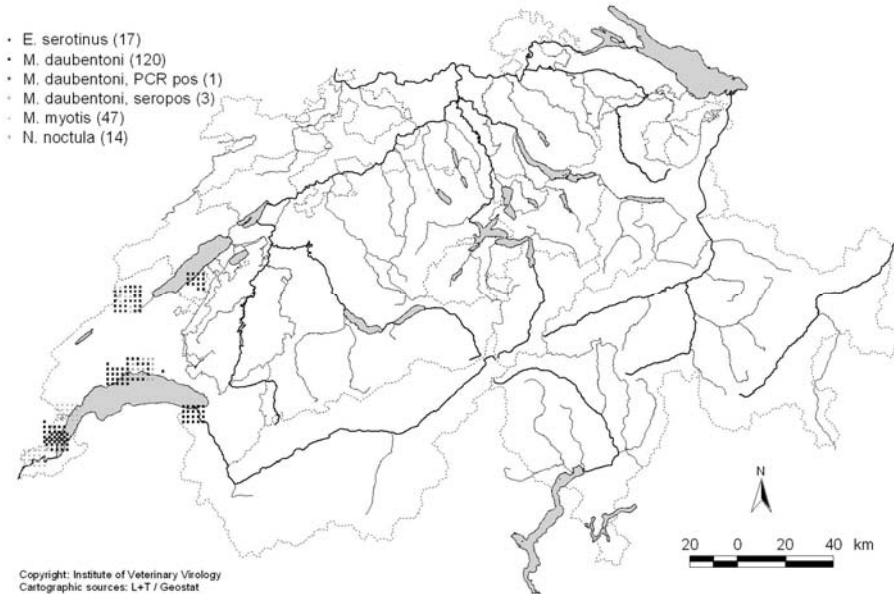 E. serotinus (17)
M. daubentoni (120)
M. daubentoni, PCR pos (1)
M. daubentoni, seropos (3)
M. myotis (47)
N. noctula (14)
N
20 0 20 40 km
Copyright: Institute of Veterinary Virology
Cartographic sources: L+T / Geostat